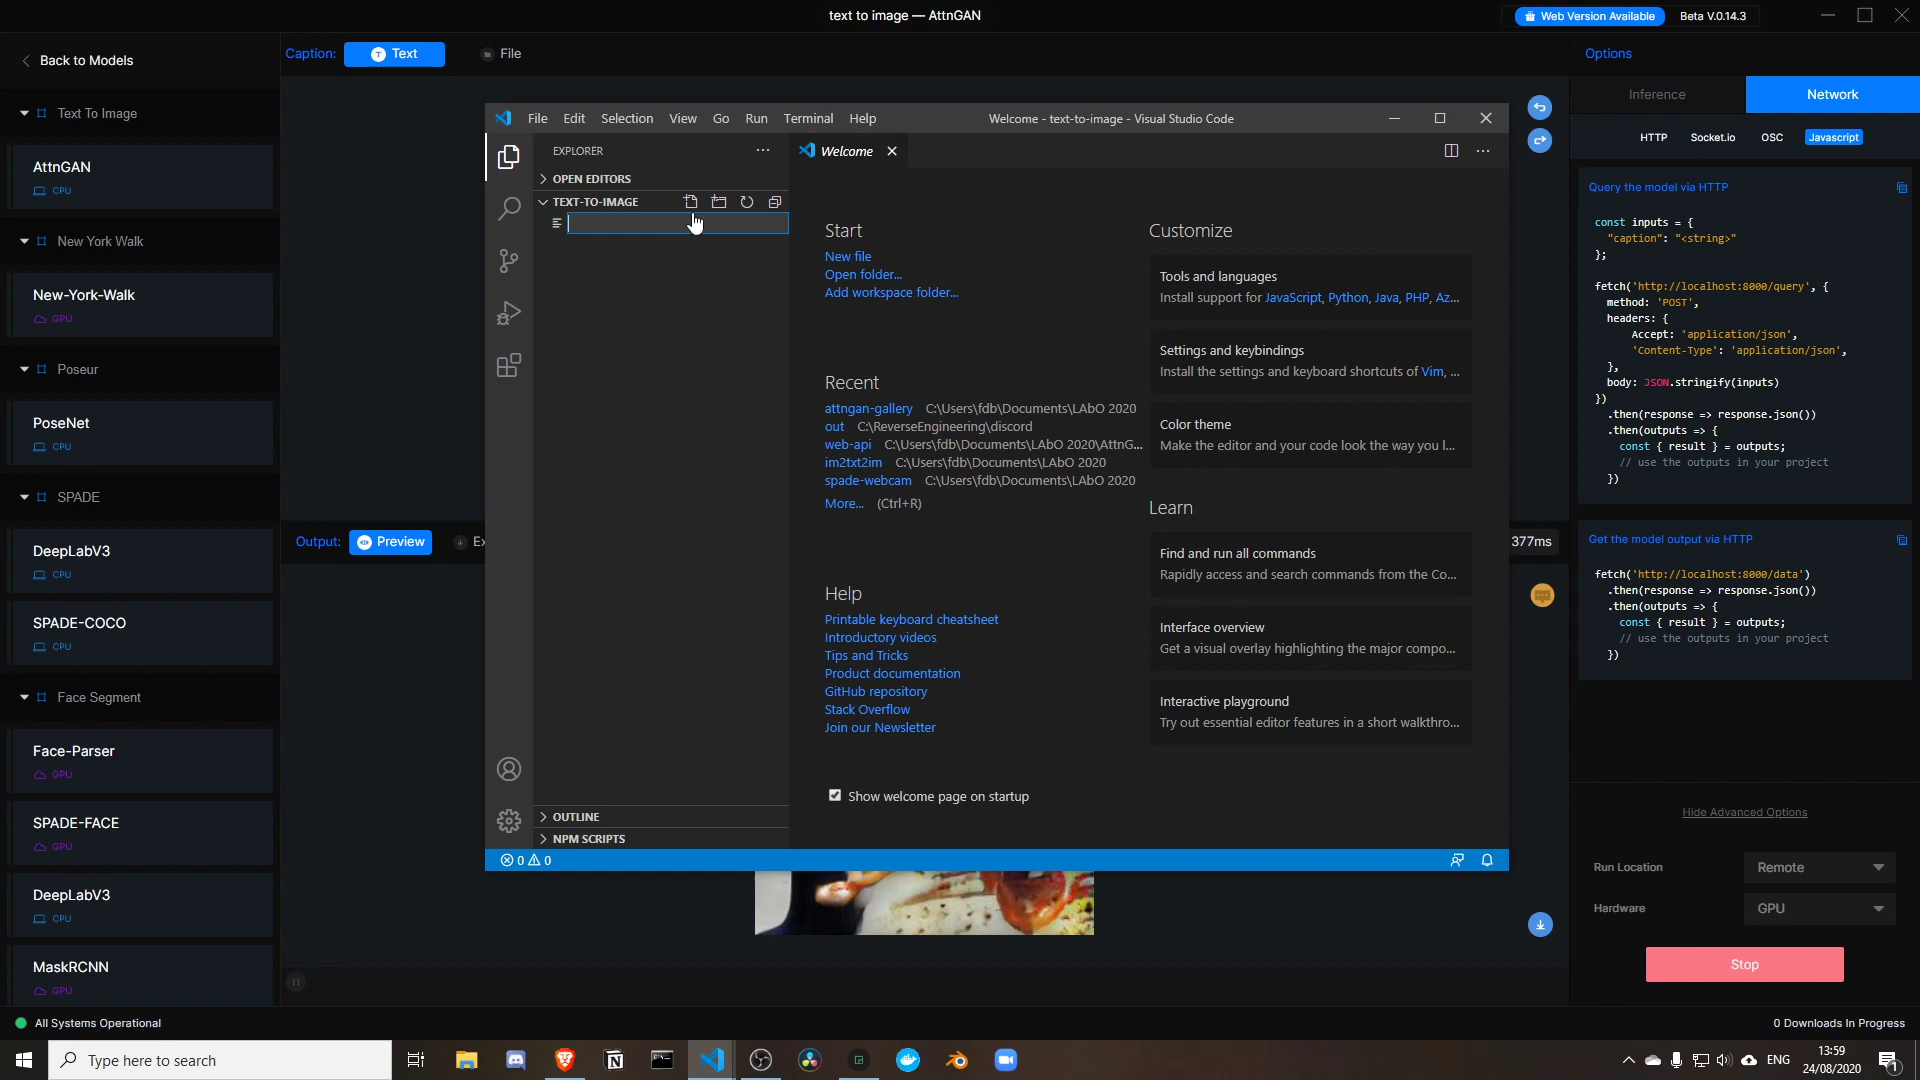 text to image — AttnGAN
Web Version Available
Beta V.0.14.3
Back to Models
Caption:
Text
File
Options
Text To Image
AttnGAN
CPU
New York Walk
New-York-Walk
GPU
Poseur
PoseNet
CPU
SPADE
DeepLabV3
CPU
SPADE-COCO
CPU
Face Segment
Face-Parser
GPU
SPADE-FACE
GPU
DeepLabV3
CPU
MaskRCNN
GPU
File Edit Selection View Go Run Terminal Help
Welcome - text-to-image - Visual Studio Code
EXPLORER
OPEN EDITORS
TEXT-TO-IMAGE
OUTLINE
NPM SCRIPTS
0 0
Welcome
Start
New file
Open folder...
Add workspace folder...
Recent
attngan-gallery C:\Users\fdb\Documents\LAbO 2020
out C:\ReverseEngineering\discord
web-api C:\Users\fdb\Documents\LAbO 2020\AttnG...
im2txt2im C:\Users\fdb\Documents\LAbO 2020
spade-webcam C:\Users\fdb\Documents\LAbO 2020
More... (Ctrl+R)
Help
Printable keyboard cheatsheet
Introductory videos
Tips and Tricks
Product documentation
GitHub repository
Stack Overflow
Join our Newsletter
Show welcome page on startup
Customize
Tools and languages
Install support for JavaScript, Python, Java, PHP, Az...
Settings and keybindings
Install the settings and keyboard shortcuts of Vim, ...
Color theme
Make the editor and your code look the way you l...
Learn
Find and run all commands
Rapidly access and search commands from the Co...
Interface overview
Get a visual overlay highlighting the major compo...
Interactive playground
Try out essential editor features in a short walkthro...
Output:
Preview
Ex
377ms
Inference
Network
HTTP Socket.io OSC Javascript
Query the model via HTTP
const inputs = {
"caption": "<string>"
};
fetch('http://localhost:8000/query', {
method: 'POST',
headers: {
Accept: 'application/json',
'Content-Type': 'application/json',
},
body: JSON.stringify(inputs)
})
.then(response => response.json())
.then(outputs => {
const { result } = outputs;
// use the outputs in your project
})
Get the model output via HTTP
fetch('http://localhost:8000/data')
.then(response => response.json())
.then(outputs => {
const { result } = outputs;
// use the outputs in your project
})
Hide Advanced Options
Run Location
Remote
Hardware
GPU
Stop
All Systems Operational
0 Downloads In Progress
Type here to search
ENG
13:59
24/08/2020
1